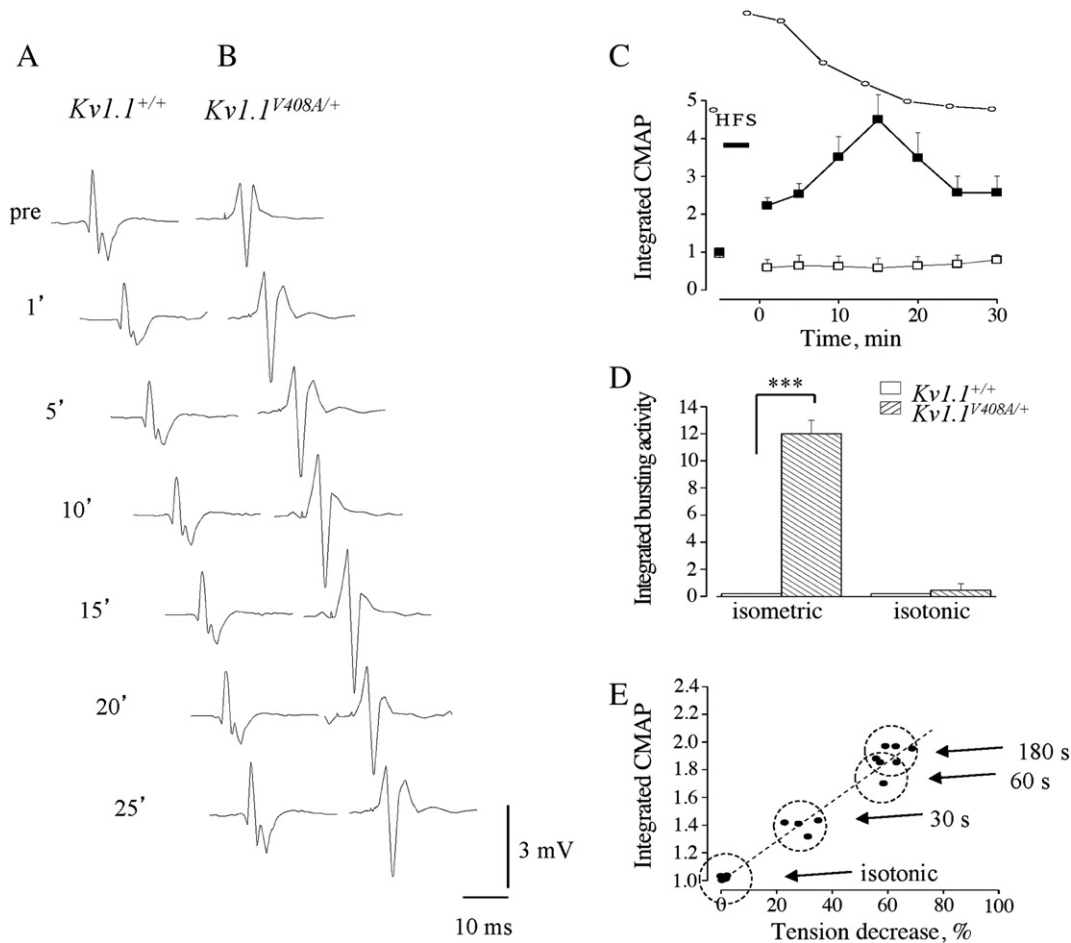 A
B
Kv1.1+/+
Kv1.1V408A/+
pre
1’
5’
10’
15’
20’
25’
3 mV
10 ms
C
HFS
Integrated CMAP
5
4
3
2
1
0
0 10 20 30
Time, min
D
***
Kv1.1+/+
Kv1.1V408A/+
Integrated bursting activity
14
12
10
8
6
4
2
0
isometric isotonic
E
Integrated CMAP
2.4
2.2
2.0
1.8
1.6
1.4
1.2
1.0
180 s
60 s
30 s
isotonic
0 20 40 60 80 100
Tension decrease, %